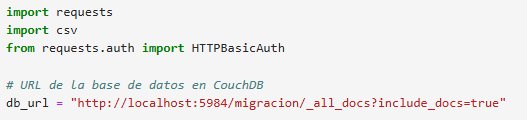 import requests
import csv
from requests.auth import HTTPBasicAuth
# URL de la base de datos en CouchDB
db_url = "http://localhost:5984/migracion/_all_docs?include_docs=true"